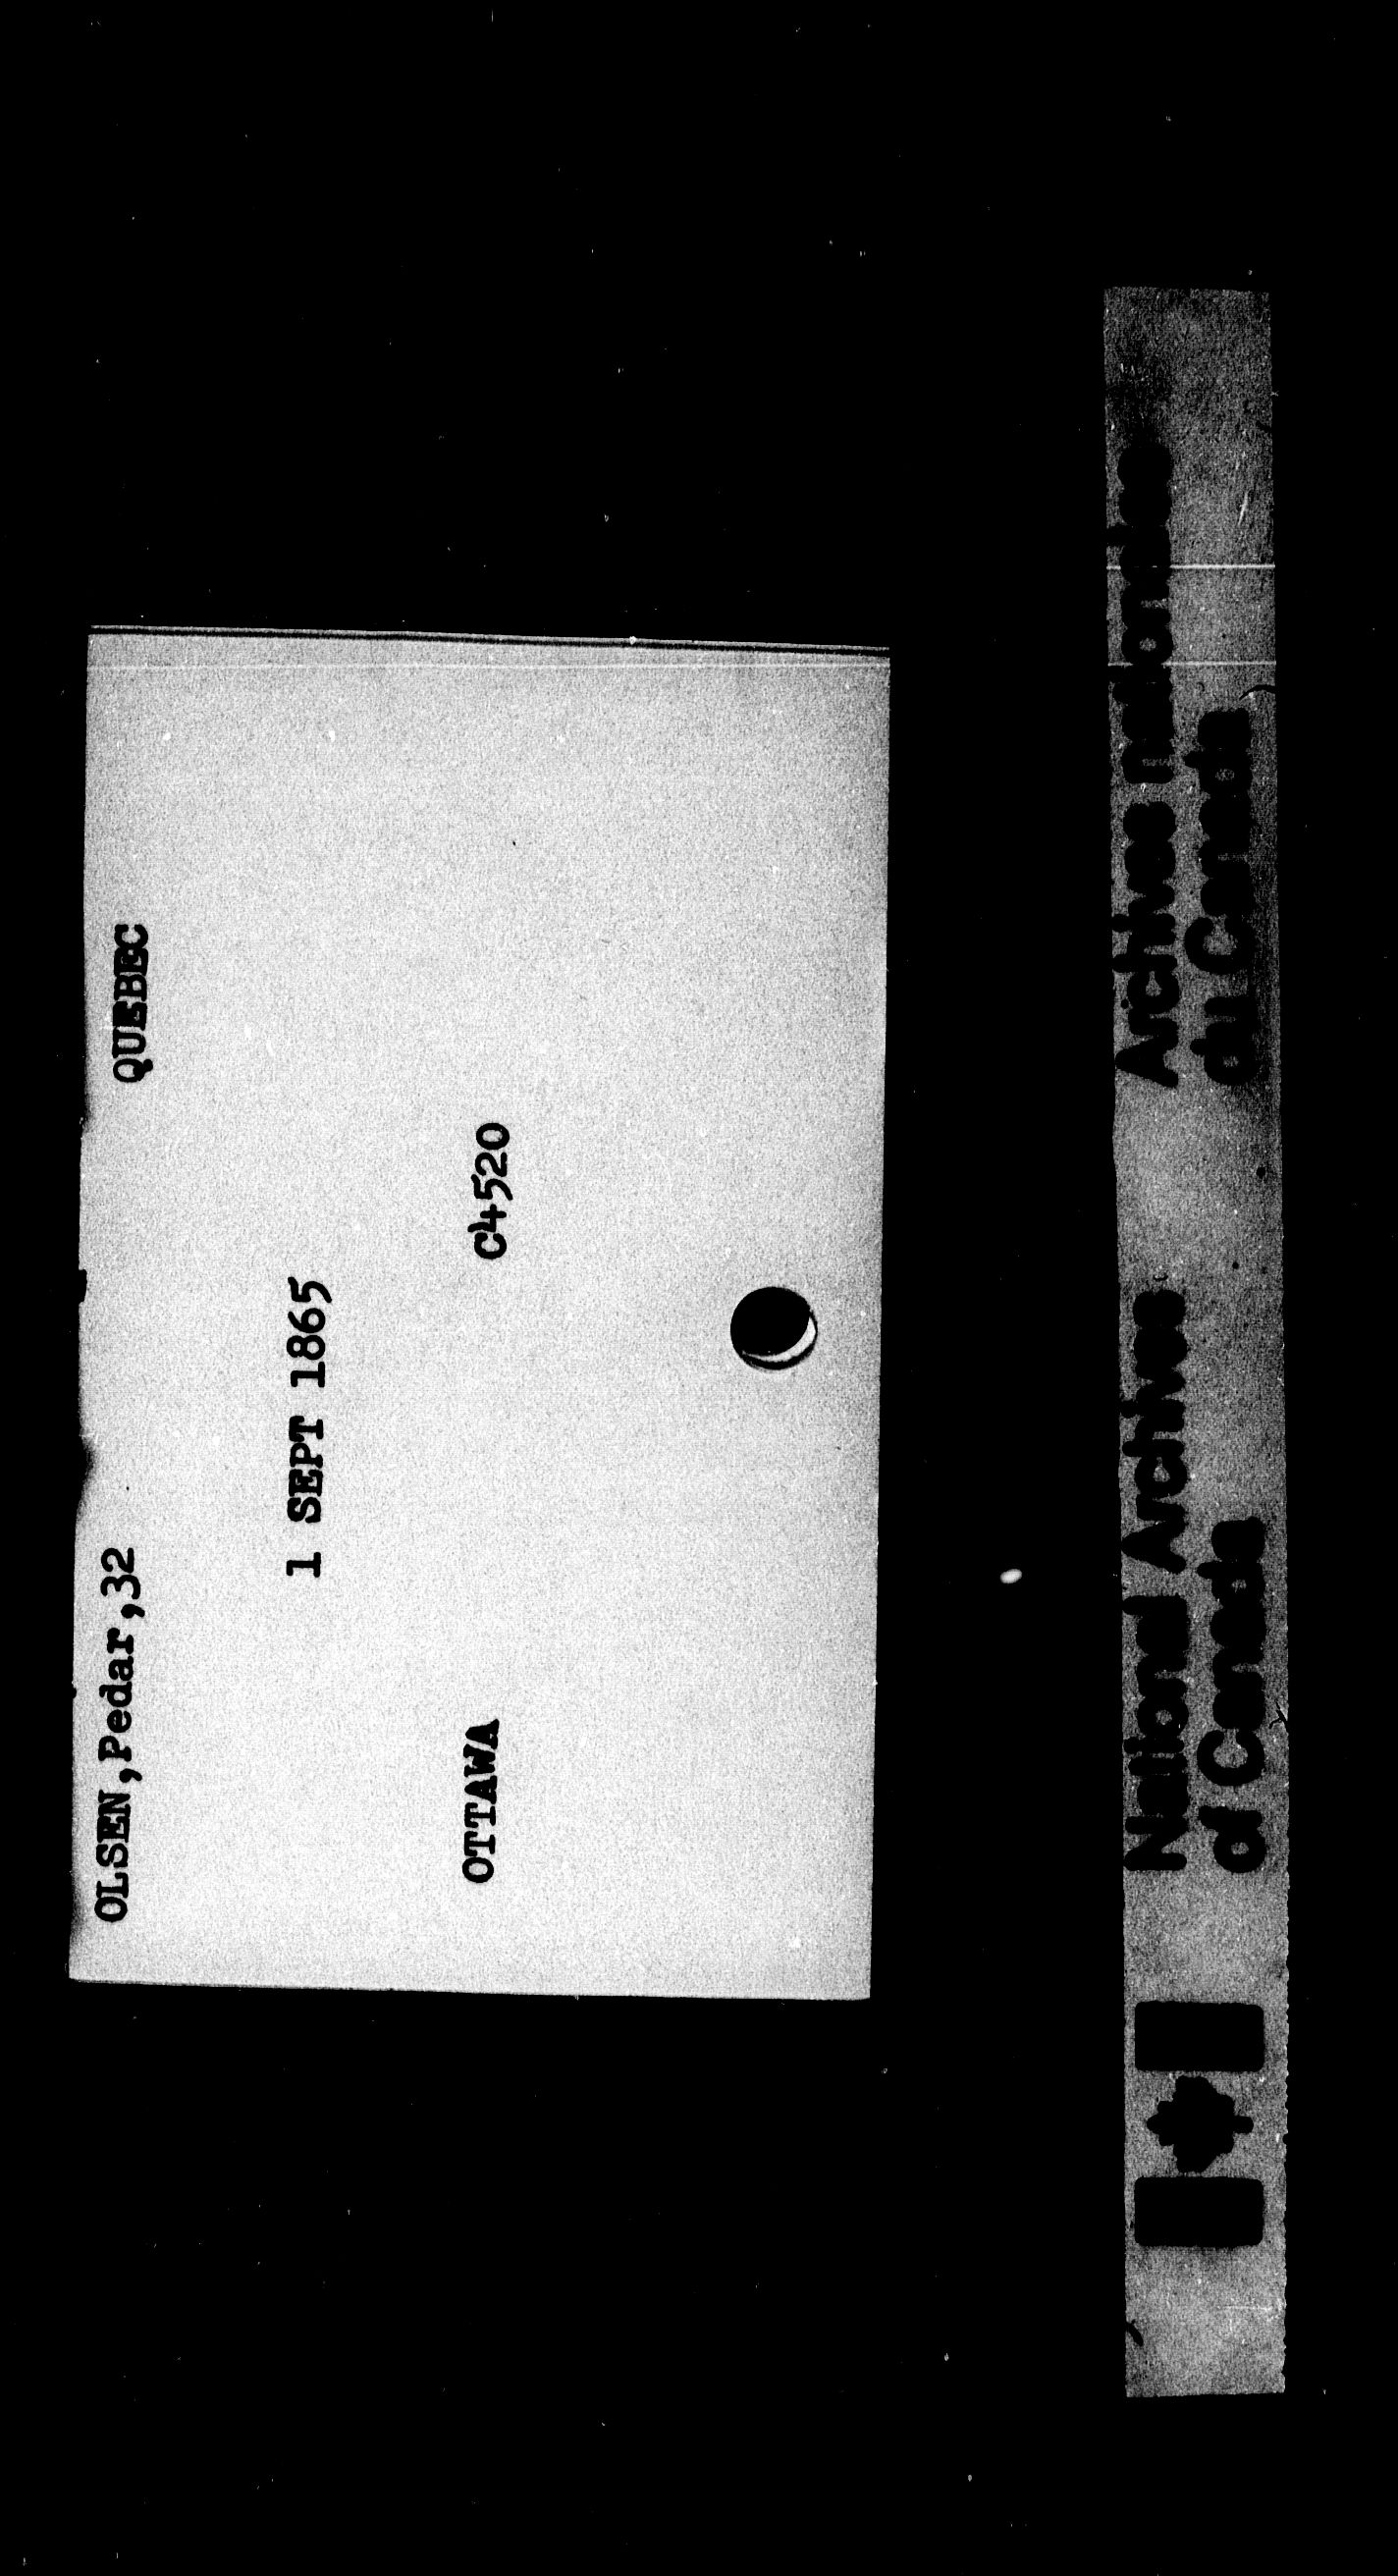 OLSEN,Pedar,32 QUEBEC
1 SEPT 1865
OTTAWA C4520
National Archives Archives nationales
of Canada du Canada